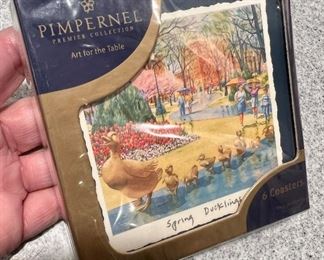 PIMPERNEL
PREMIER COLLECTION
Art for the Table
Spring Ducklings
6 Coasters